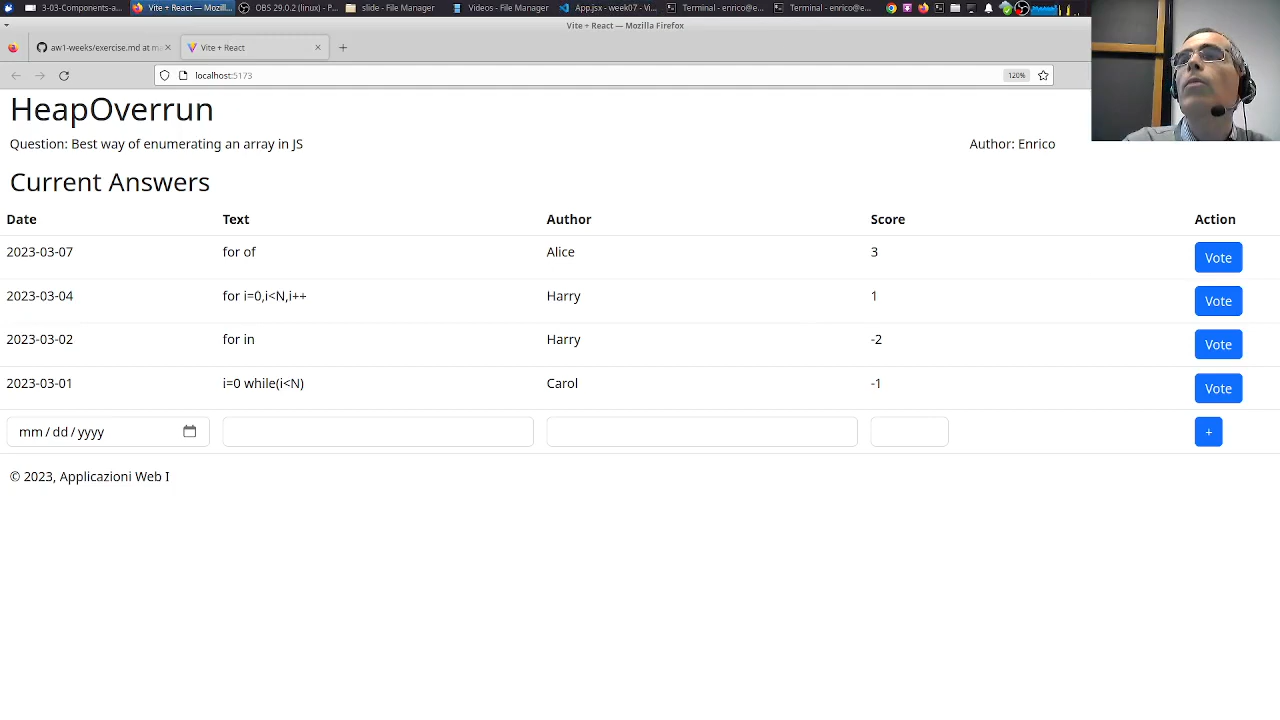 3-03-Components-a... Vite + React — Mozil... OBS 29.0.2 (linux) - P... slide - File Manager Videos - File Manager App.jsx - week07 - Vi... Terminal - enrico@e... Terminal - enrico@e...
Vite + React — Mozilla Firefox
aw1-weeks/exercise.md at ma Vite + React
localhost:5173 120%
HeapOverrun
Question: Best way of enumerating an array in JS Author: Enrico
Current Answers
Date Text Author Score Action
2023-03-07 for of Alice 3 Vote
2023-03-04 for i=0,i<N,i++ Harry 1 Vote
2023-03-02 for in Harry -2 Vote
2023-03-01 i=0 while(i<N) Carol -1 Vote
mm / dd / yyyy +
© 2023, Applicazioni Web I